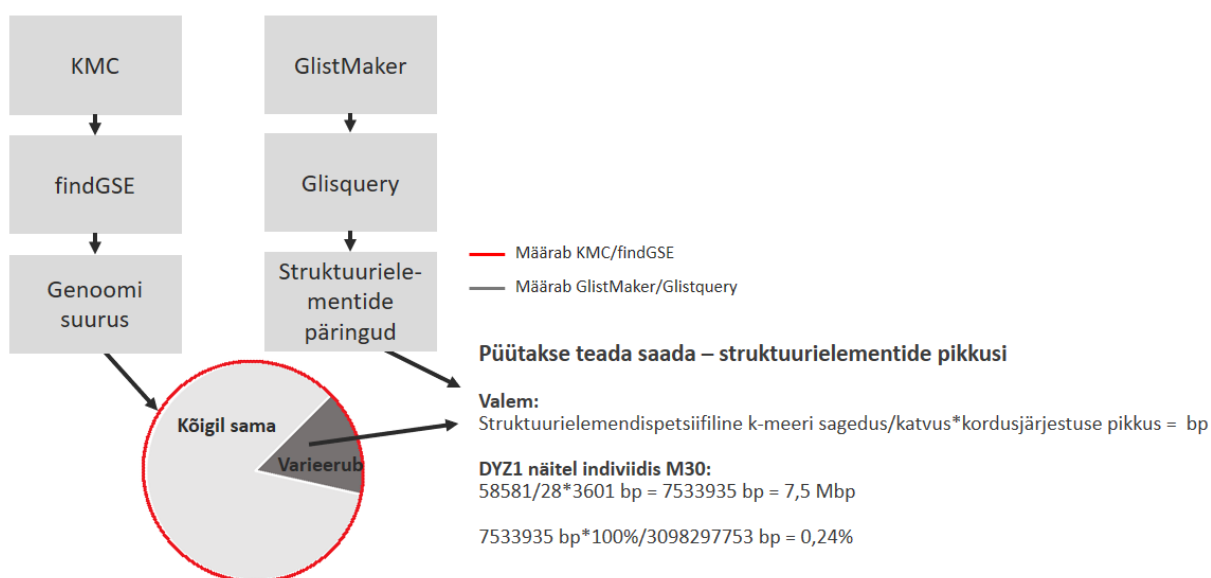 KMC
GlistMaker
findGSE
Glisquery
Genoomi
suurus
Struktuuriele-
mentide
päringud
Määrab KMC/findGSE
Määrab GlistMaker/Glistquery
Kõigil sama
Varieerub
Püütakse teada saada – struktuurielementide pikkusi
Valem:
Struktuurielemendispetsiifiline k-meeri sagedus/katvus*kordusjärjestuse pikkus = bp
DYZ1 näitel indiviidis M30:
58581/28*3601 bp = 7533935 bp = 7,5 Mbp
7533935 bp*100%/3098297753 bp = 0,24%